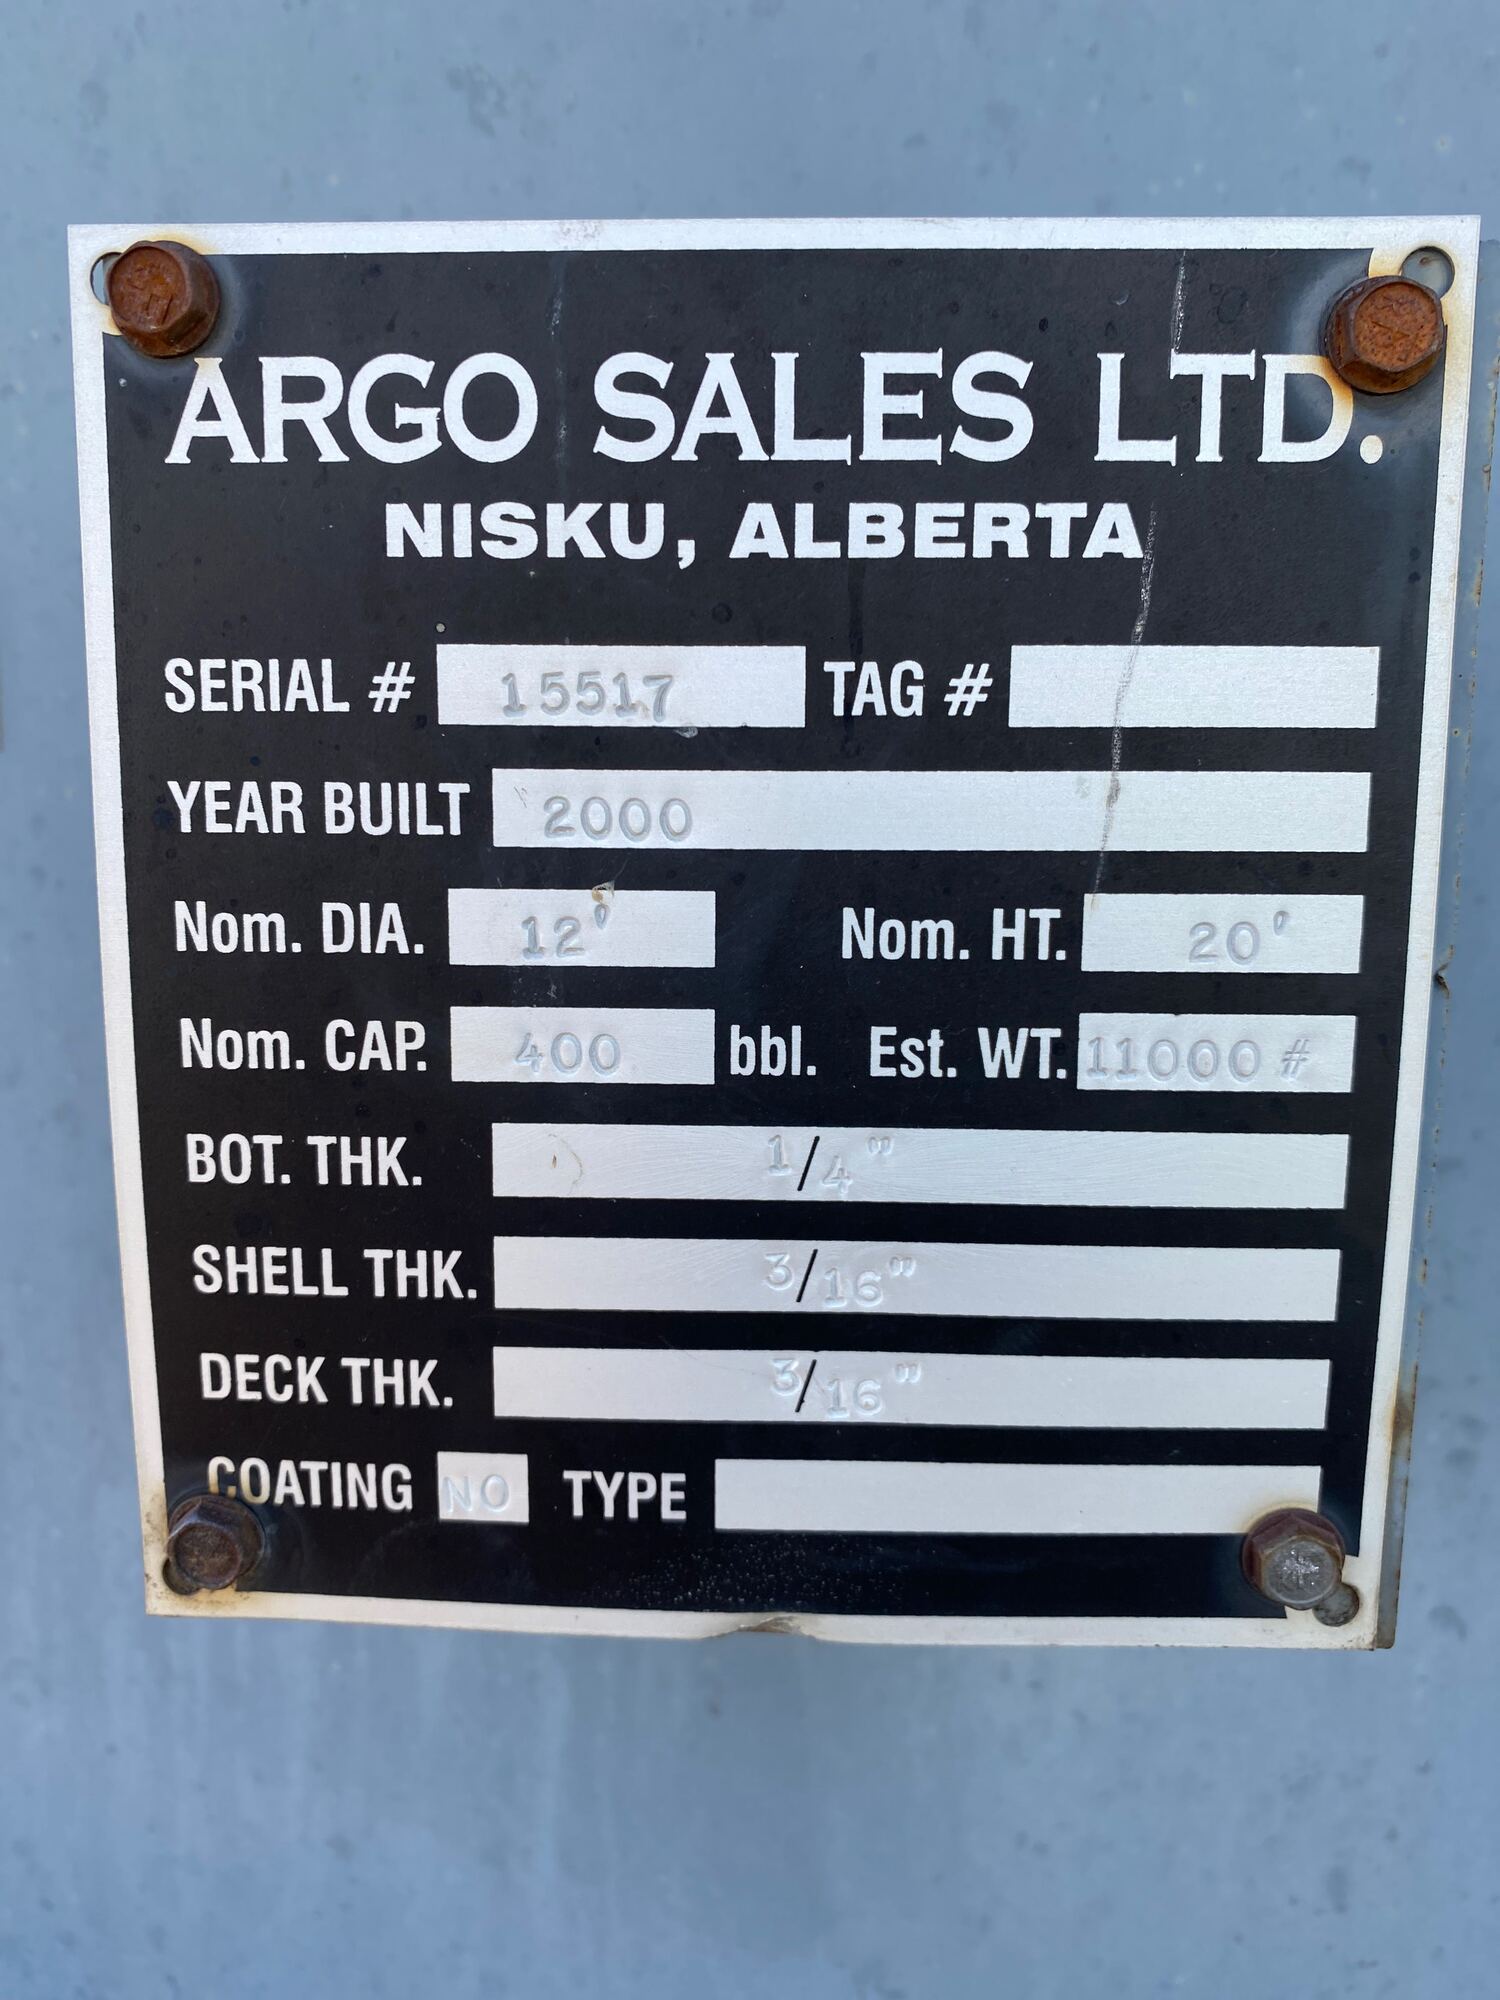 ARGO SALES LTD.
NISKU, ALBERTA
SERIAL # 15517 TAG #
YEAR BUILT 2000
Nom. DIA. 12' Nom. HT. 20'
Nom. CAP. 400 bbl. Est. WT. 11000 #
BOT. THK. 1/4"
SHELL THK. 3/16"
DECK THK. 3/16"
COATING NO TYPE